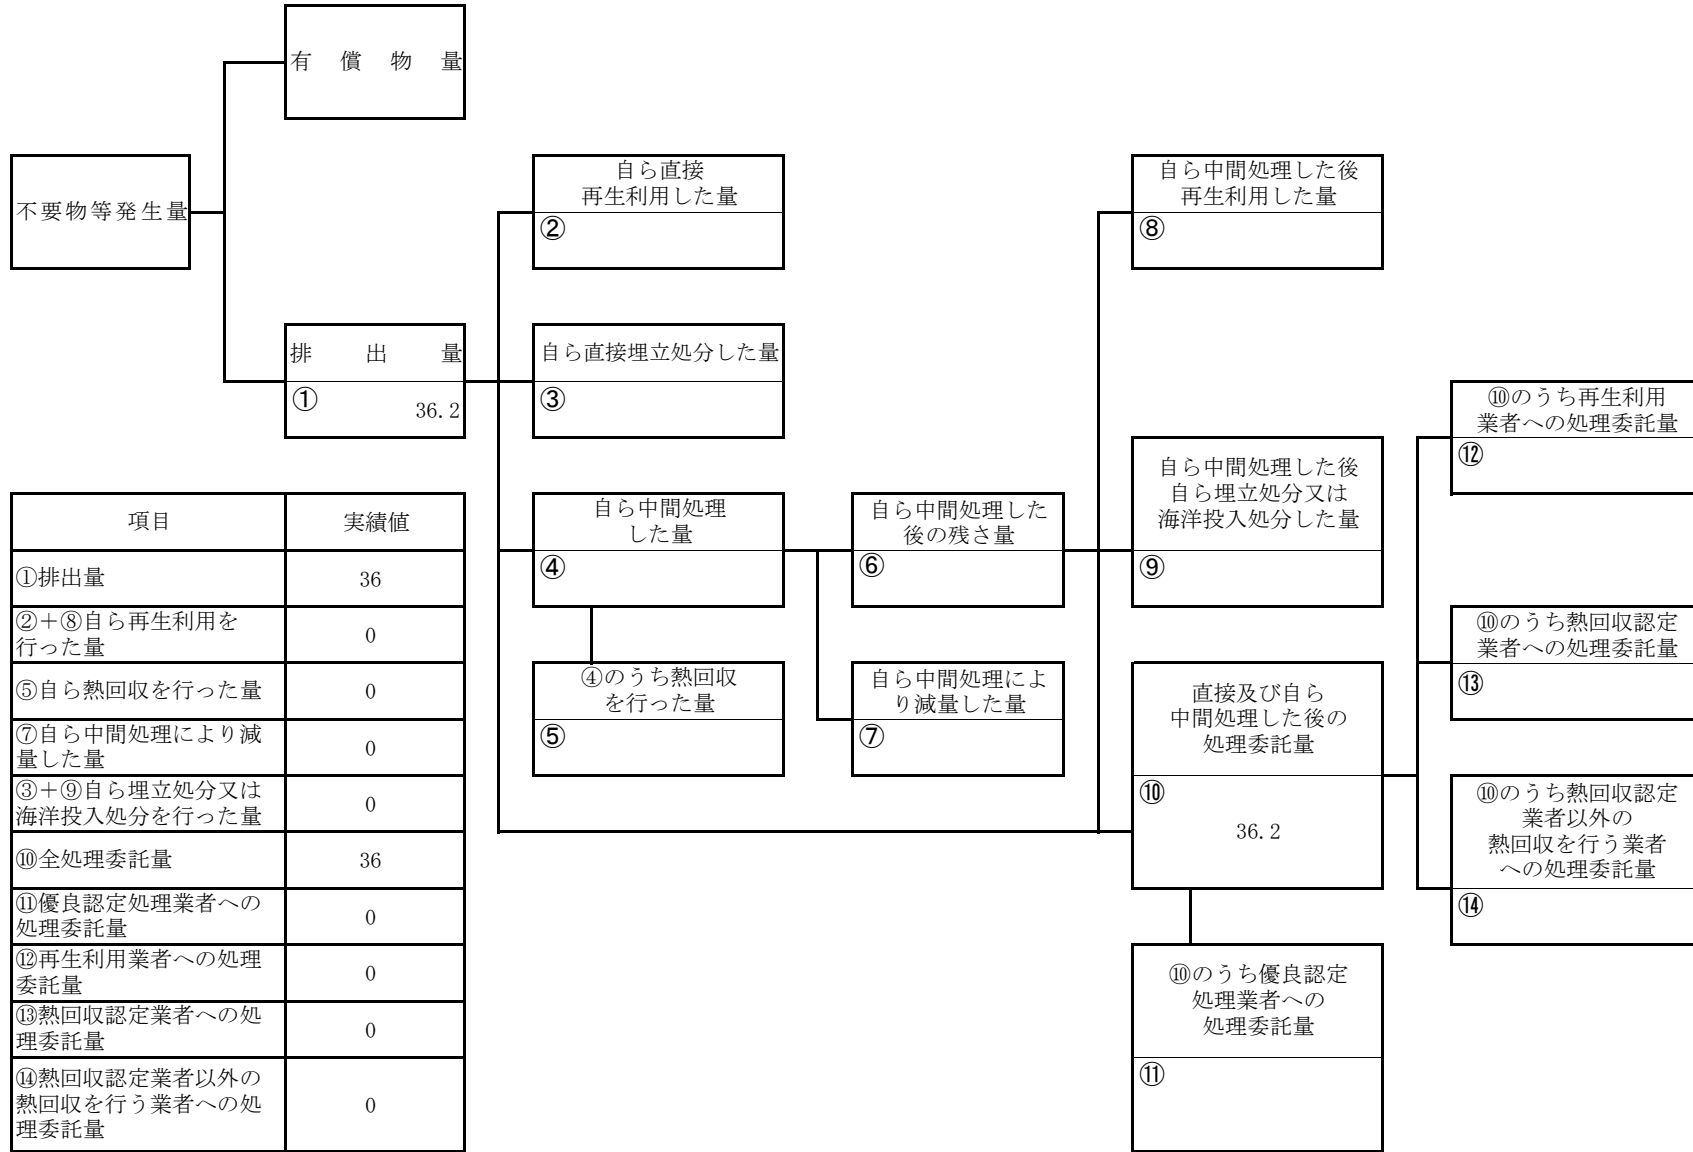 有償物量
不要物等発生量
自ら直接
再生利用した量
②
自ら中間処理した後
再生利用した量
⑧
排出量
①
36.2
自ら直接埋立処分した量
③
⑩のうち再生利用
業者への処理委託量
⑫
自ら中間処理した後
自ら埋立処分又は
海洋投入処分した量
⑨
自ら中間処理
した量
④
自ら中間処理した
後の残さ量
⑥
⑩のうち熱回収認定
業者への処理委託量
⑬
④のうち熱回収
を行った量
⑤
自ら中間処理によ
り減量した量
⑦
直接及び自ら
中間処理した後の
処理委託量
⑩
36.2
⑩のうち熱回収認定
業者以外の
熱回収を行う業者
への処理委託量
⑭
⑩のうち優良認定
処理業者への
処理委託量
⑪
項目 実績値
①排出量 36
②＋⑧自ら再生利用を
行った量 0
⑤自ら熱回収を行った量 0
⑦自ら中間処理により減
量した量 0
③＋⑨自ら埋立処分又は
海洋投入処分を行った量 0
⑩全処理委託量 36
⑪優良認定処理業者への
処理委託量 0
⑫再生利用業者への処理
委託量 0
⑬熱回収認定業者への処
理委託量 0
⑭熱回収認定業者以外の
熱回収を行う業者への処 0
理委託量